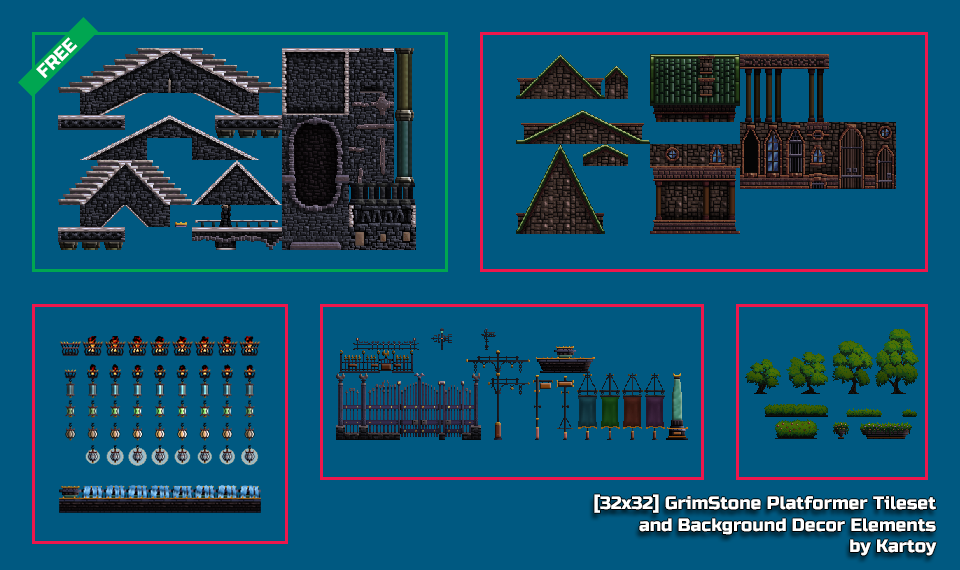 FREE
[32x32] GrimStone Platformer Tileset
and Background Decor Elements
by Kartoy